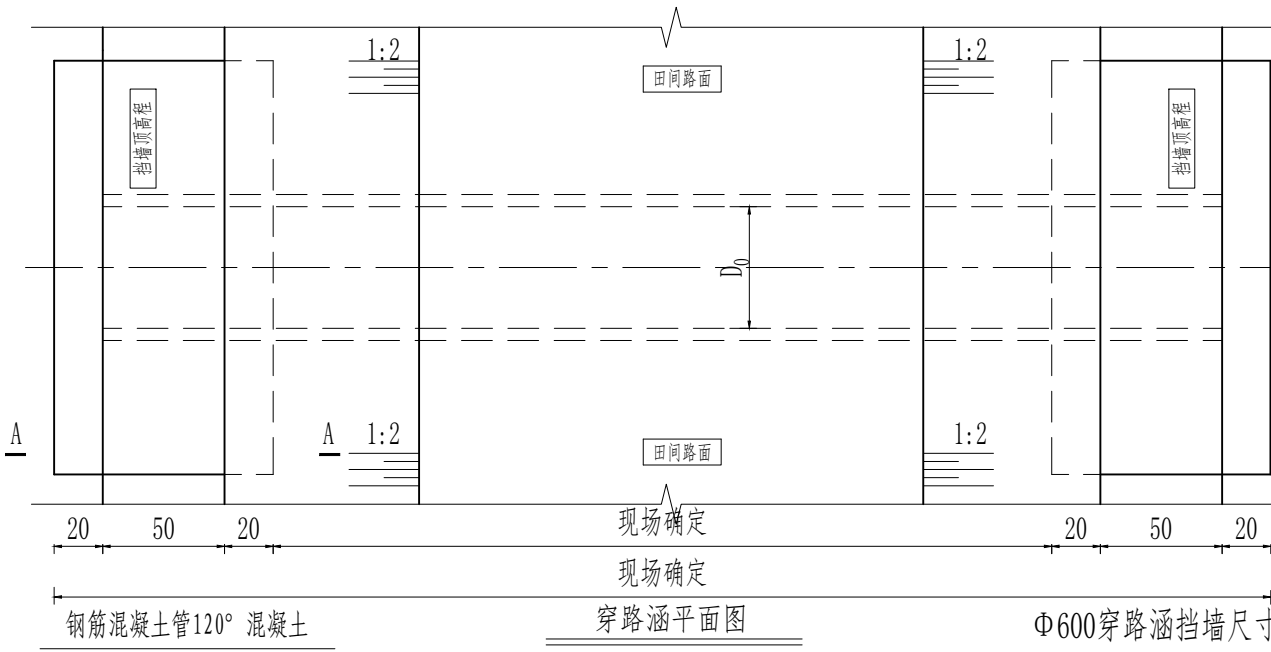 1:2
1:2
田间路面
挡墙顶高程
挡墙顶高程
D₀
A
A
1:2
1:2
田间路面
20
50
20
现场确定
20
50
20
现场确定
钢筋混凝土管120° 混凝土
穿路涵平面图
Φ600穿路涵挡墙尺寸